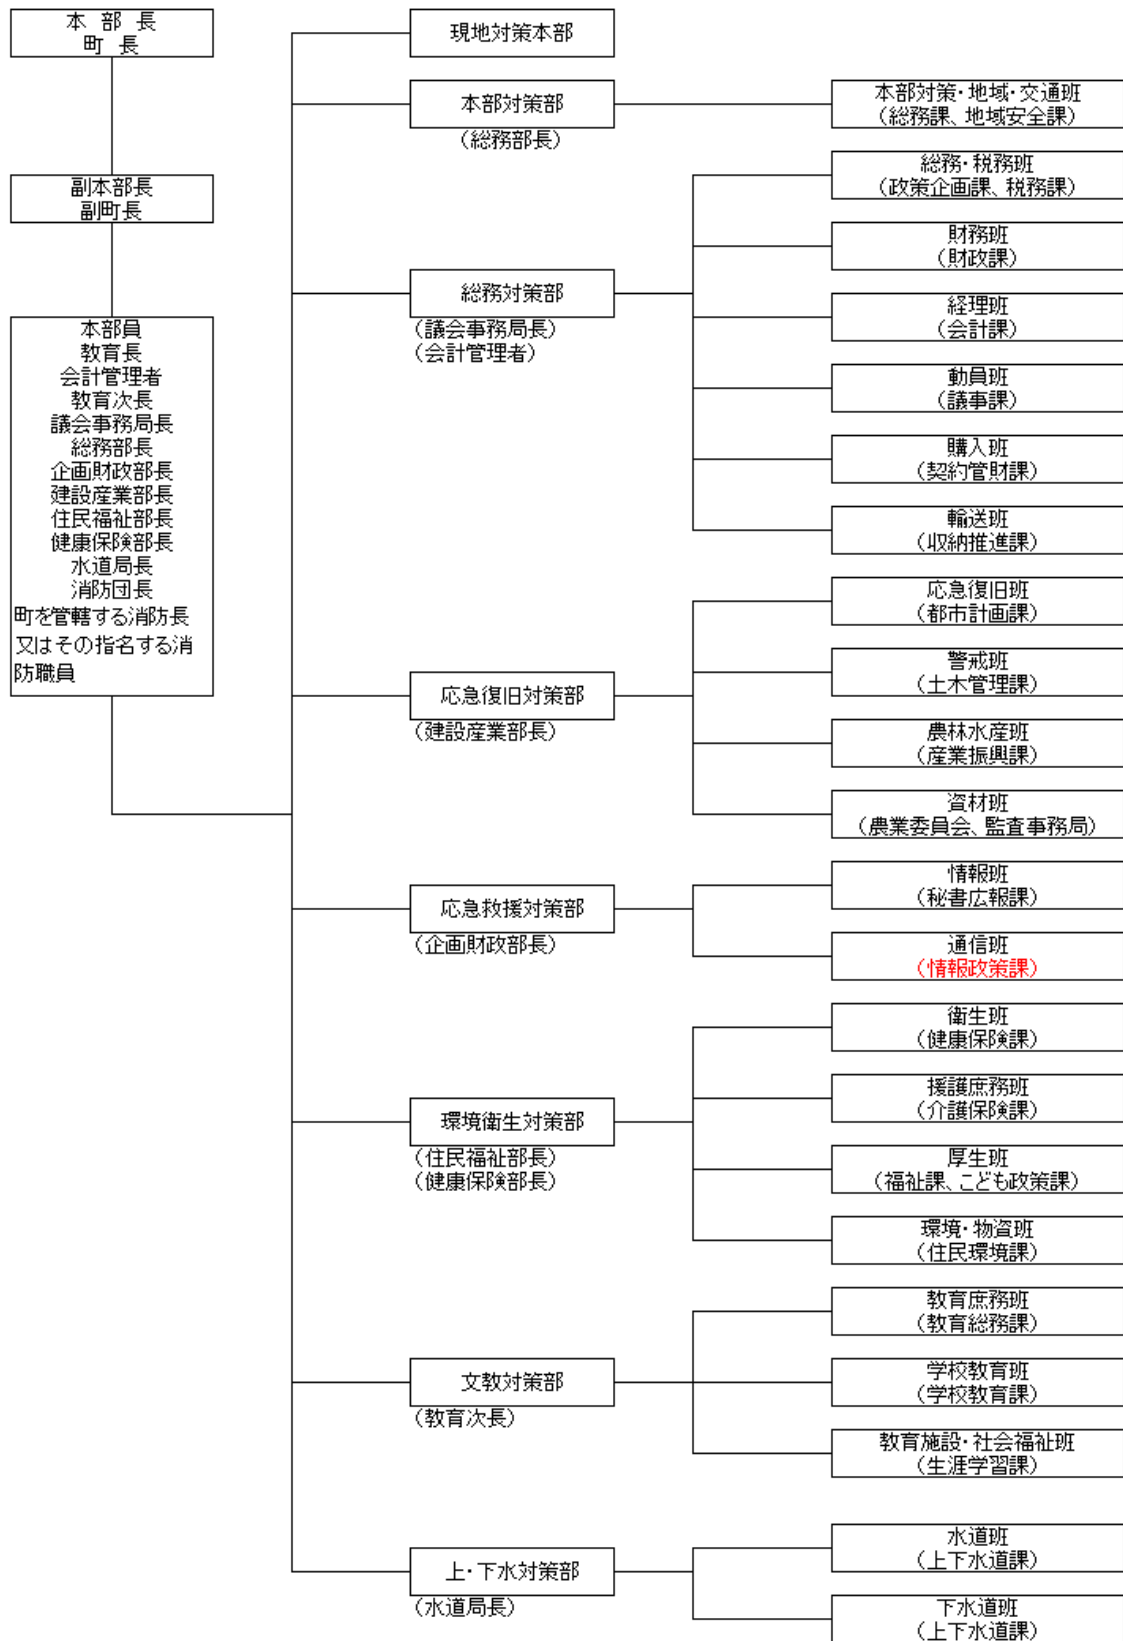 本 部 長
町 長
副本部長
副町長
本部員
教育長
会計管理者
教育次長
議会事務局長
総務部長
企画財政部長
建設産業部長
住民福祉部長
健康保険部長
水道局長
消防団長
町を管轄する消防長
又はその指名する消
防職員
現地対策本部
本部対策部
（総務部長）
本部対策・地域・交通班
（総務課、地域安全課）
総務対策部
（議会事務局長）
（会計管理者）
総務・税務班
（政策企画課、税務課）
財務班
（財政課）
経理班
（会計課）
動員班
（議事課）
購入班
（契約管財課）
輸送班
（収納推進課）
応急復旧対策部
（建設産業部長）
応急復旧班
（都市計画課）
警戒班
（土木管理課）
農林水産班
（産業振興課）
資材班
（農業委員会、監査事務局）
応急救援対策部
（企画財政部長）
情報班
（秘書広報課）
通信班
（情報政策課）
環境衛生対策部
（住民福祉部長）
（健康保険部長）
衛生班
（健康保険課）
援護庶務班
（介護保険課）
厚生班
（福祉課、こども政策課）
環境・物資班
（住民環境課）
文教対策部
（教育次長）
教育庶務班
（教育総務課）
学校教育班
（学校教育課）
教育施設・社会福祉班
（生涯学習課）
上・下水対策部
（水道局長）
水道班
（上下水道課）
下水道班
（上下水道課）